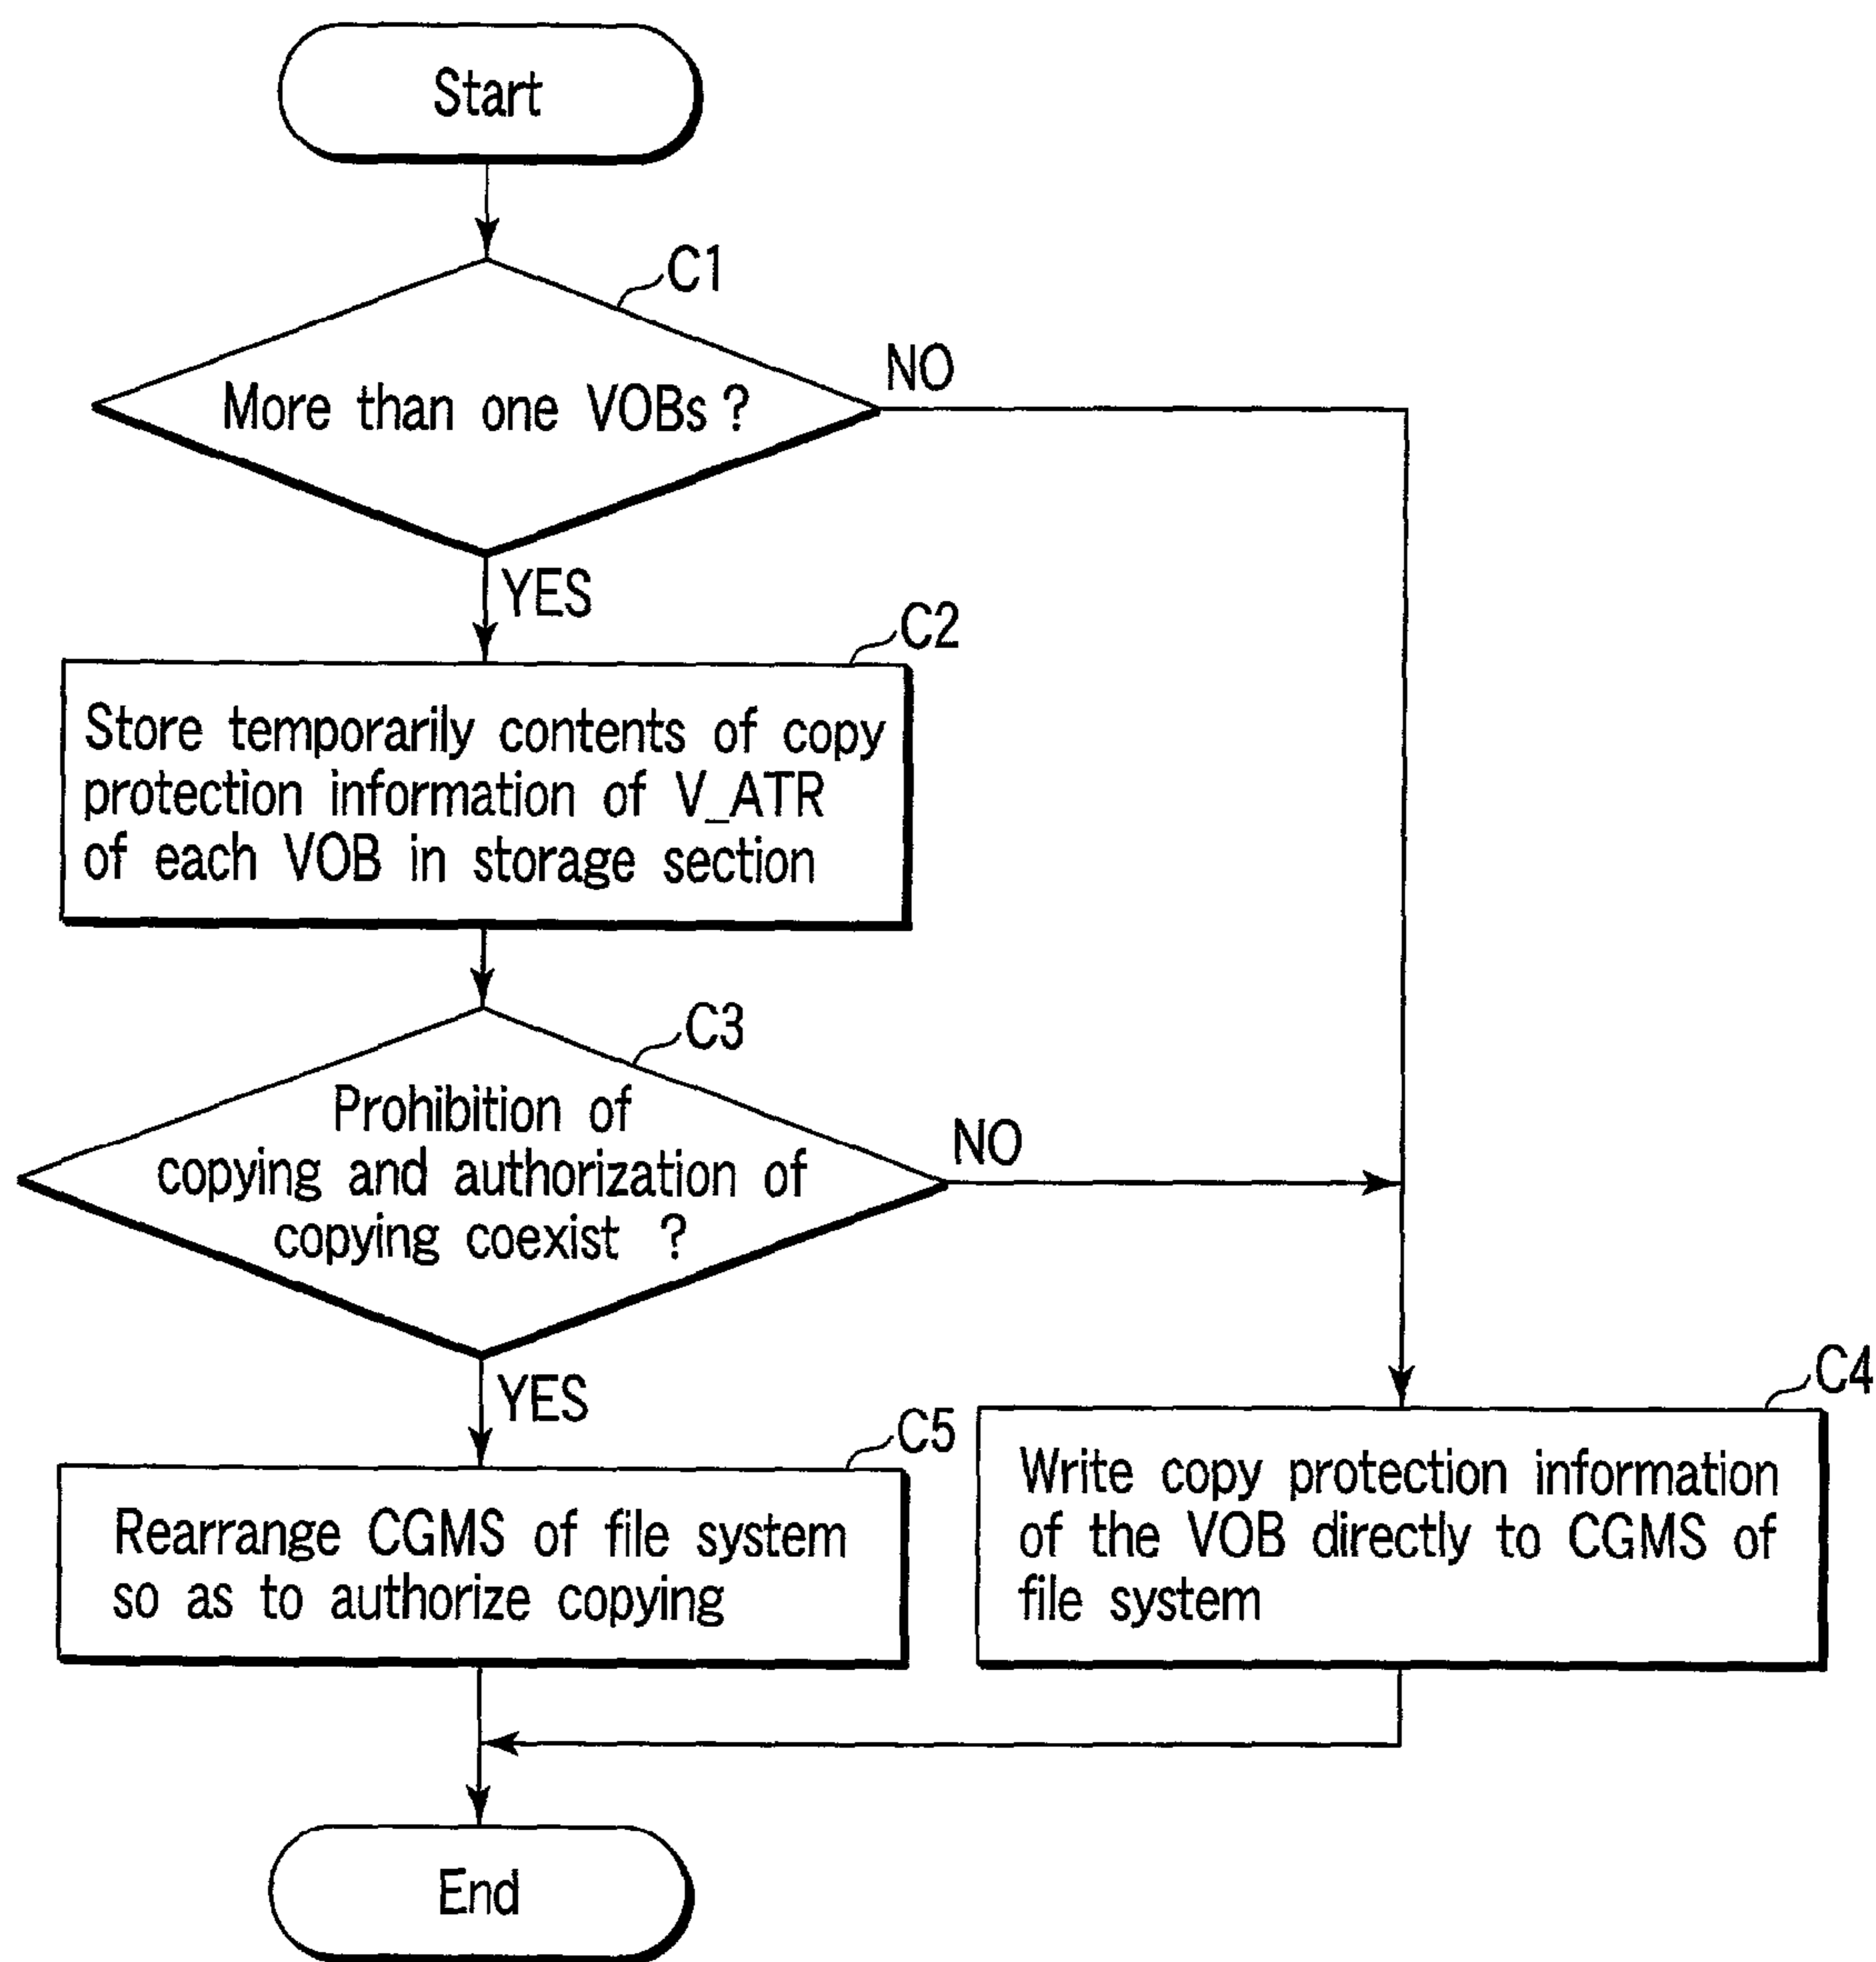 Start
C1
More than one VOBs ?
NO
YES
C2
Store temporarily contents of copy
protection information of V_ATR
of each VOB in storage section
C3
Prohibition of
copying and authorization of
copying coexist ?
NO
YES
C4
C5
Write copy protection information
of the VOB directly to CGMS of
file system
Rearrange CGMS of file system
so as to authorize copying
End